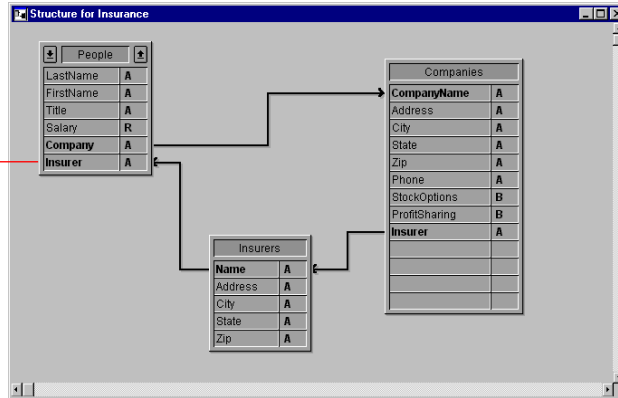 Structure for Insurance
People
LastName A
FirstName A
Title A
Salary R
Company A
Insurer A
Companies
CompanyName A
Address A
City A
State A
Zip A
Phone A
StockOptions B
ProfitSharing B
Insurer A
Insurers
Name A
Address A
City A
State A
Zip A